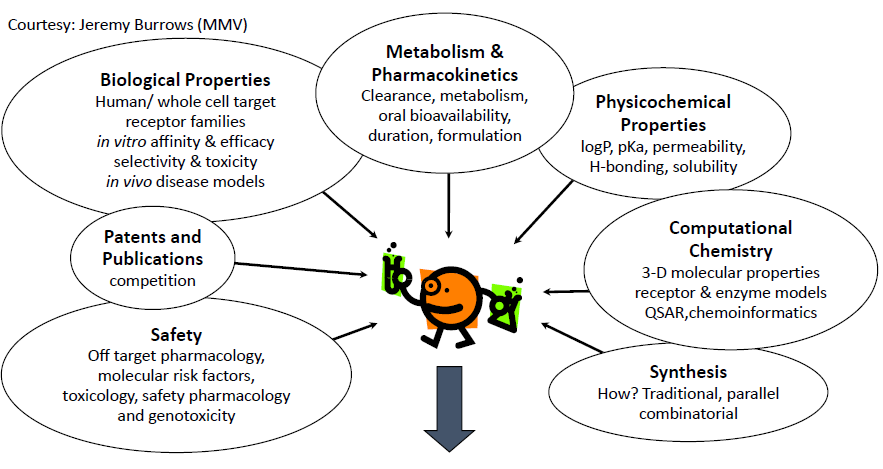 Courtesy: Jeremy Burrows (MMV)
Biological Properties
Human/ whole cell target
receptor families
in vitro affinity & efficacy
selectivity & toxicity
in vivo disease models
Metabolism &
Pharmacokinetics
Clearance, metabolism,
oral bioavailability,
duration, formulation
Physicochemical
Properties
logP, pKa, permeability,
H-bonding, solubility
Patents and
Publications
competition
Computational
Chemistry
3-D molecular properties
receptor & enzyme models
QSAR,chemoinformatics
Safety
Off target pharmacology,
molecular risk factors,
toxicology, safety pharmacology
and genotoxicity
Synthesis
How? Traditional, parallel
combinatorial